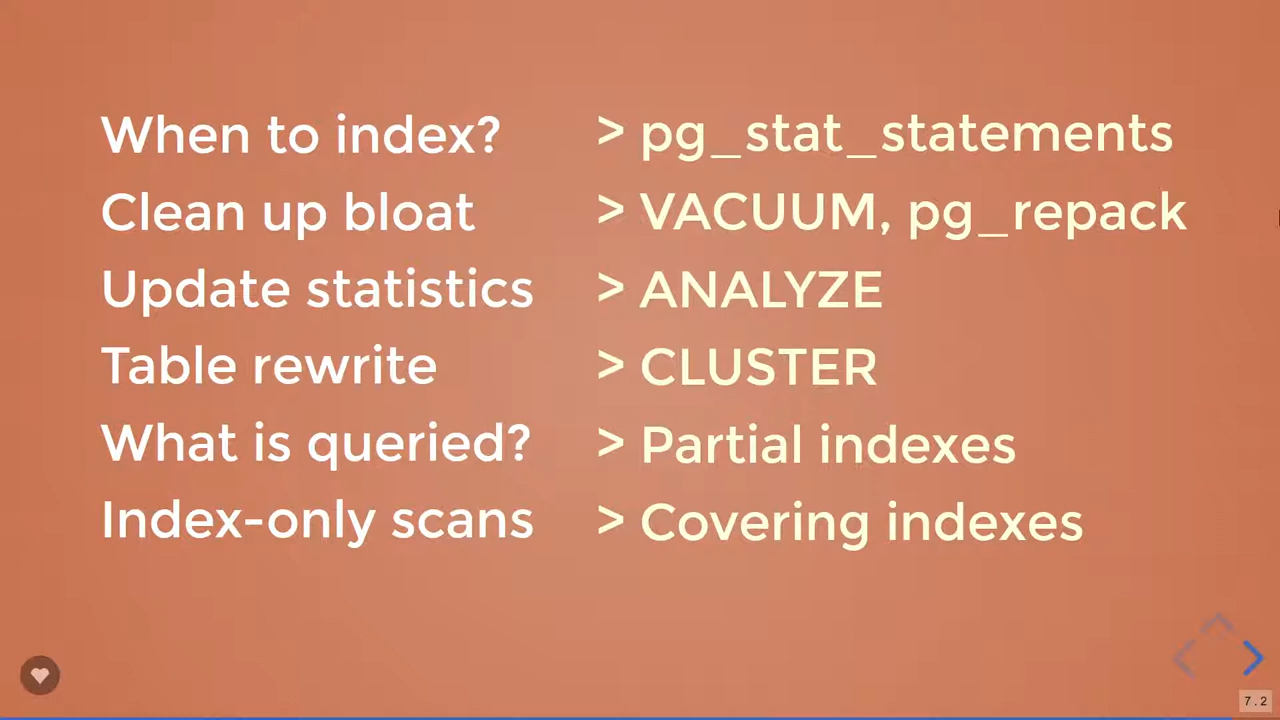 When to index? > pg_stat_statements
Clean up bloat > VACUUM, pg_repack
Update statistics > ANALYZE
Table rewrite > CLUSTER
What is queried? > Partial indexes
Index-only scans > Covering indexes
7.2